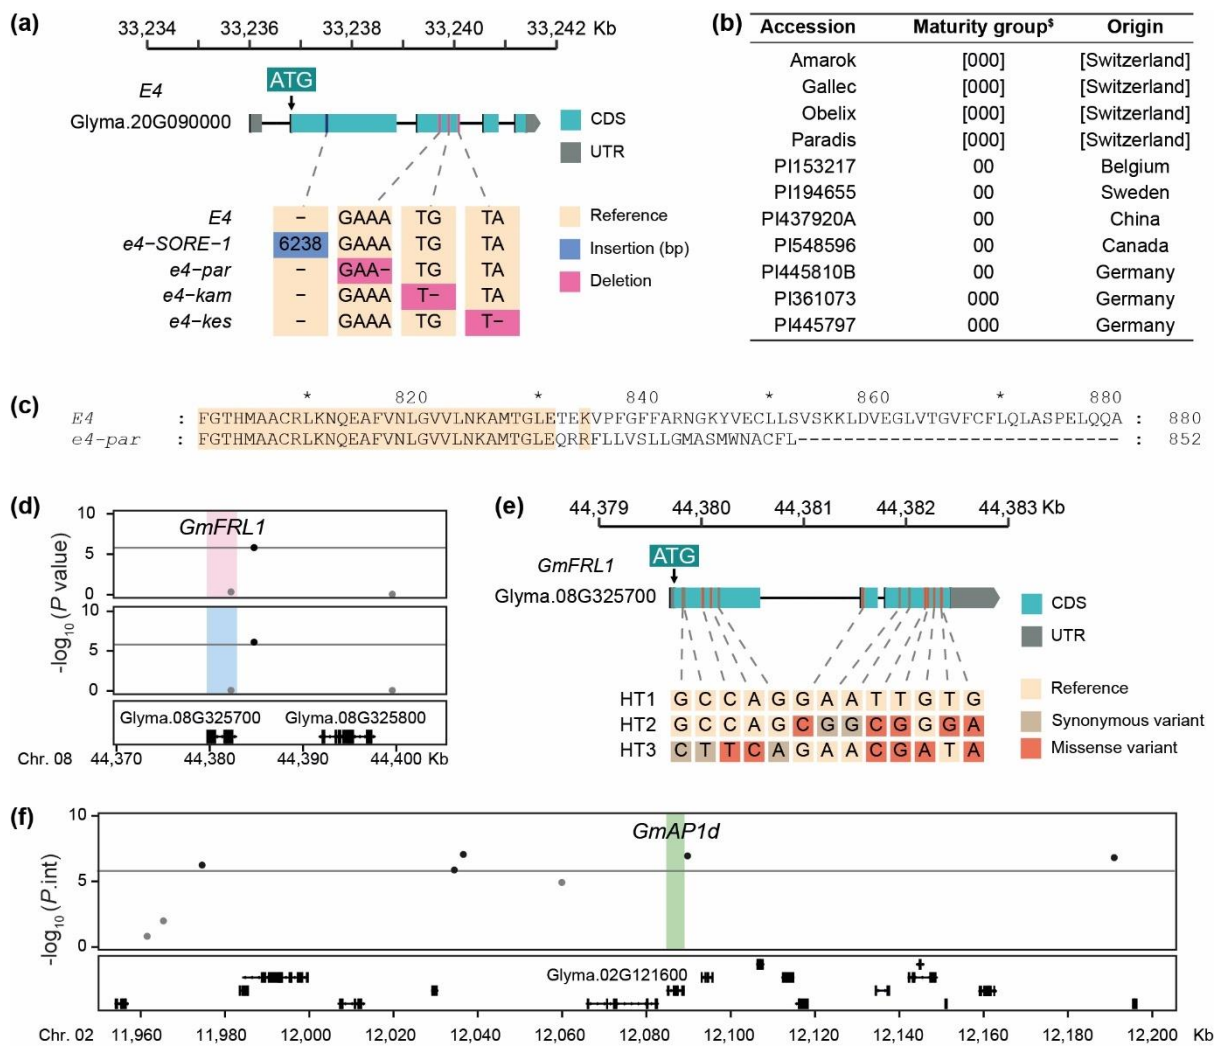 (a)
33,234 33,236 33,238 33,240 33,242 Kb
ATG
E4
Glyma.20G090000
CDS
UTR
E4 – GAAA TG TA
e4−SORE-1 6238 GAAA TG TA
e4−par – GAA− TG TA
e4−kam – GAAA T− TA
e4−kes – GAAA TG T−
Reference
Insertion (bp)
Deletion
(b)
Accession Maturity group$ Origin
Amarok [000] [Switzerland]
Gallec [000] [Switzerland]
Obelix [000] [Switzerland]
Paradis [000] [Switzerland]
PI153217 00 Belgium
PI194655 00 Sweden
PI437920A 00 China
PI548596 00 Canada
PI445810B 00 Germany
PI361073 000 Germany
PI445797 000 Germany
(c)
* 820 * 840 * 860 * 880
E4 : FGTHMAACRLKNQEAFVNLGVVLNKAMTGLETEKVPFGFFARNGKYVECLLSVSKKLDVEGLVTGVFCFLQLASPELQQA : 880
e4-par : FGTHMAACRLKNQEAFVNLGVVLNKAMTGLEQRRFLLVSLLGMASMWNACFL---------------------------- : 852
(d)
10
5
0
GmFRL1
10
5
0
-log10 (P value)
Glyma.08G325700 Glyma.08G325800
Chr. 08 44,370 44,380 44,390 44,400 Kb
(e)
44,379 44,380 44,381 44,382 44,383 Kb
ATG
GmFRL1
Glyma.08G325700
CDS
UTR
HT1 G C C A G G A A T T G T G
HT2 G C C A G C G G C G G G A
HT3 C T T C A G A A C G A T A
Reference
Synonymous variant
Missense variant
(f)
10
5
0
-log10 (P.int)
GmAP1d
Glyma.02G121600
Chr. 02 11,960 11,980 12,000 12,020 12,040 12,060 12,080 12,100 12,120 12,140 12,160 12,180 12,200 Kb